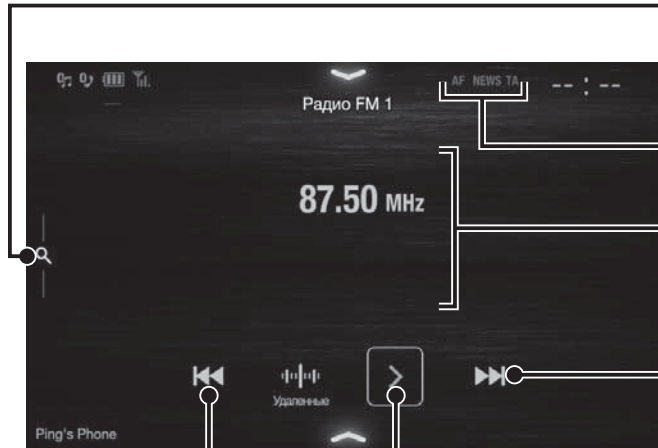 AF NEWS TA -- : --
Радио FM 1
87.50 MHz
Удаленные
Ping's Phone